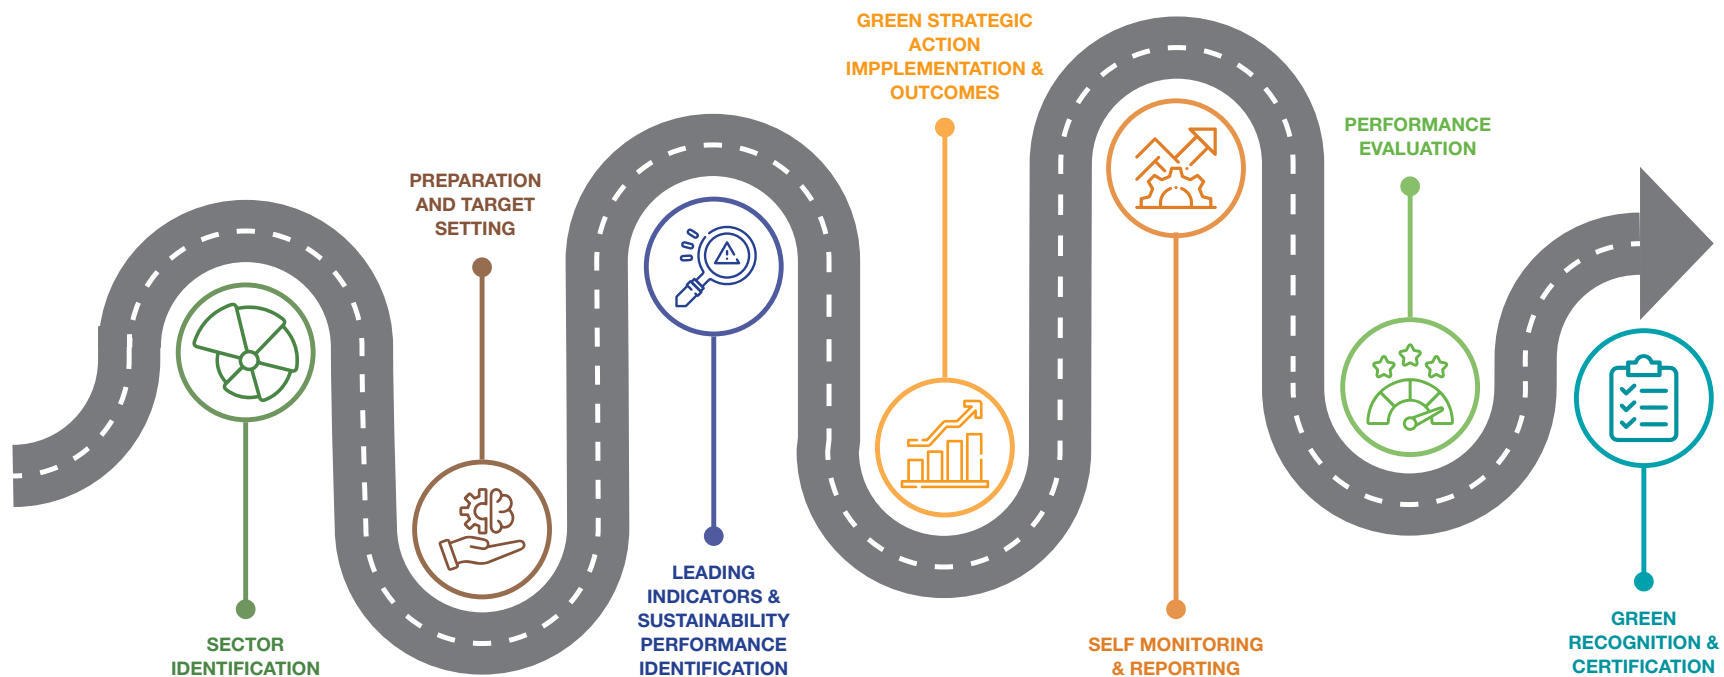 SECTOR
IDENTIFICATION
PREPARATION
AND TARGET
SETTING
LEADING
INDICATORS &
SUSTAINABILITY
PERFORMANCE
IDENTIFICATION
GREEN STRATEGIC
ACTION
IMPPLEMENTATION &
OUTCOMES
SELF MONITORING
& REPORTING
PERFORMANCE
EVALUATION
GREEN
RECOGNITION &
CERTIFICATION